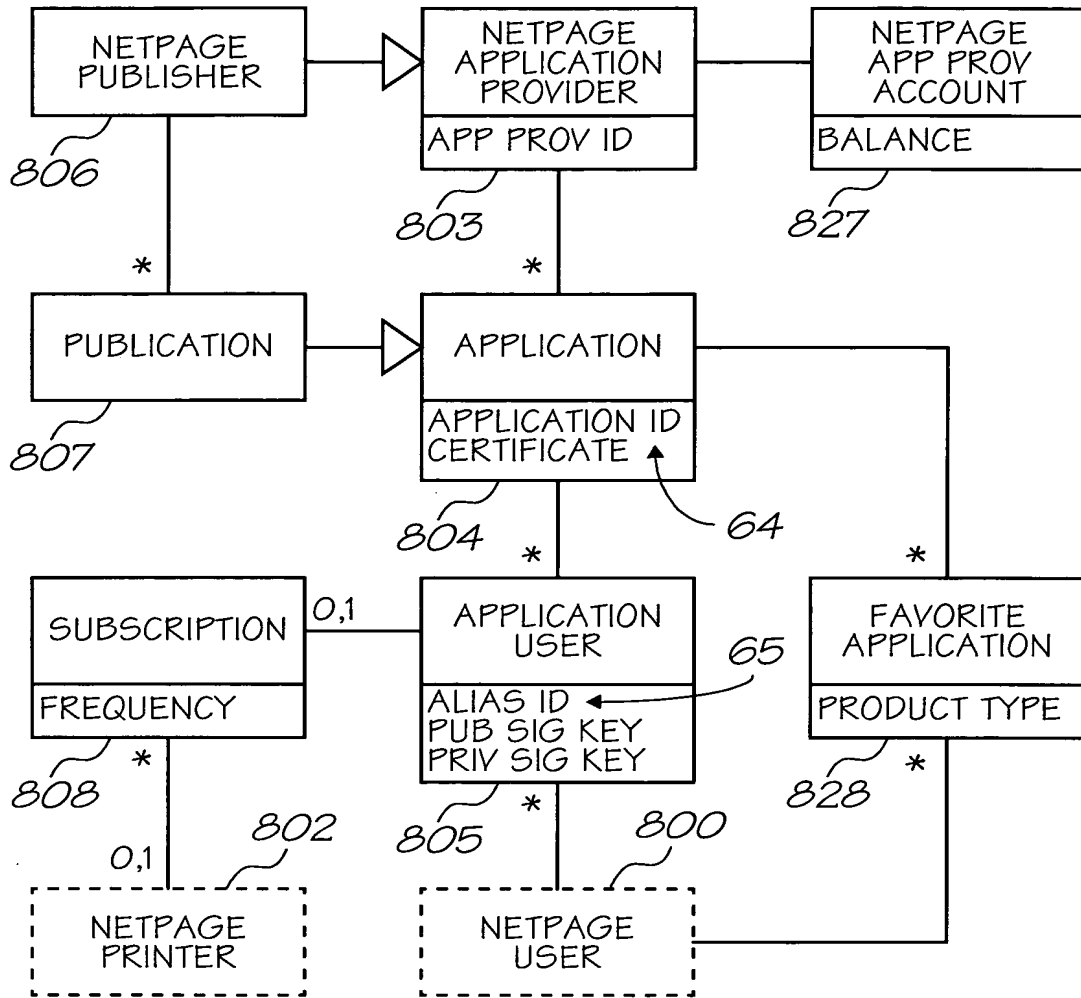 NETPAGE
PUBLISHER
806
NETPAGE
APPLICATION
PROVIDER
APP PROV ID
803
NETPAGE
APP PROV
ACCOUNT
BALANCE
827
*
*
PUBLICATION
807
APPLICATION
APPLICATION ID
CERTIFICATE
804
64
*
*
SUBSCRIPTION
FREQUENCY
808
0,1
APPLICATION
USER
ALIAS ID
PUB SIG KEY
PRIV SIG KEY
805
65
FAVORITE
APPLICATION
PRODUCT TYPE
828
*
*
*
0,1
802
NETPAGE
PRINTER
800
NETPAGE
USER